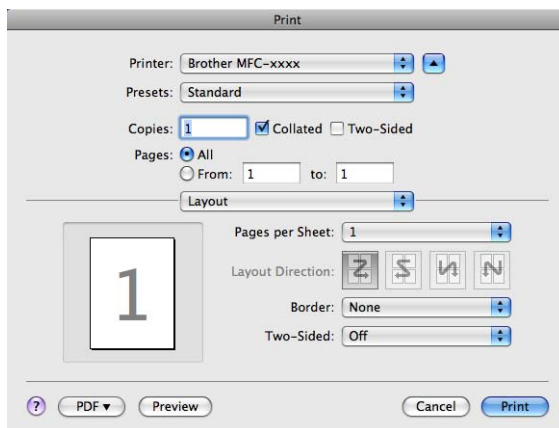 Print
Printer: Brother MFC-xxxx
Presets: Standard
Copies: 1 Collated Two-Sided
Pages: All
From: 1 to: 1
Layout
Pages per Sheet: 1
Layout Direction:
Border: None
Two-Sided: Off
1
? PDF▼ Preview Cancel Print